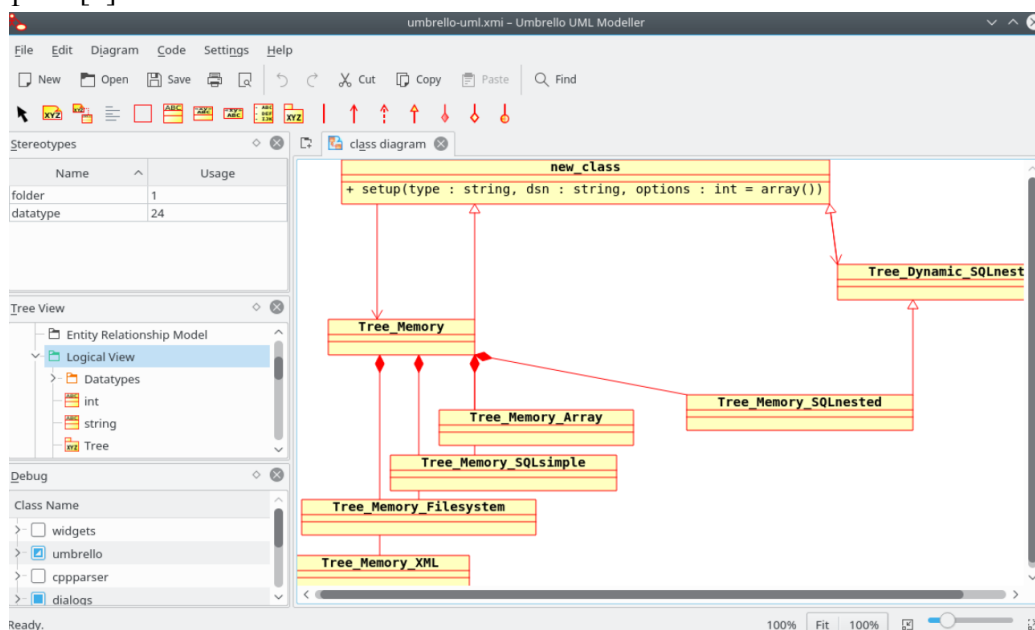 umbrello-uml.xmi – Umbrello UML Modeller
File Edit Diagram Code Settings Help
New Open Save Cut Copy Paste Find
Stereotypes
class diagram
Name Usage
folder 1
datatype 24
Tree View
Entity Relationship Model
Logical View
Datatypes
int
string
Tree
Debug
Class Name
widgets
umbrello
cppparser
dialogs
new_class
+ setup(type : string, dsn : string, options : int = array())
Tree_Dynamic_SQLnest
Tree_Memory
Tree_Memory_SQLnested
Tree_Memory_Array
Tree_Memory_SQLsimple
Tree_Memory_Filesystem
Tree_Memory_XML
Ready.
100% Fit 100%